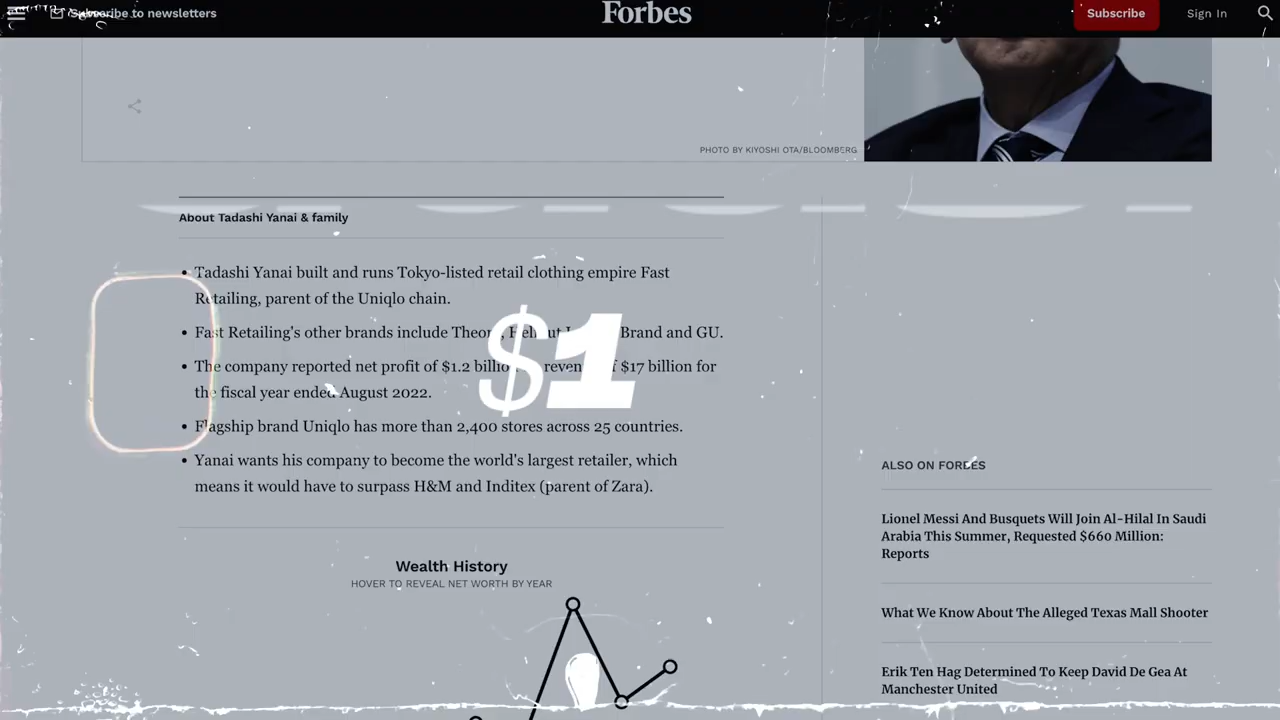 Subscribe to newsletters
Forbes
Subscribe
Sign In
PHOTO BY KIYOSHI OTA/BLOOMBERG
About Tadashi Yanai & family
• Tadashi Yanai built and runs Tokyo-listed retail clothing empire Fast
Retailing, parent of the Uniqlo chain.
• Fast Retailing's other brands include Theory, Helmut Brand and GU.
• The company reported net profit of $1.2 billion $17 billion for
the fiscal year ended August 2022.
• Flagship brand Uniqlo has more than 2,400 stores across 25 countries.
• Yanai wants his company to become the world's largest retailer, which
means it would have to surpass H&M and Inditex (parent of Zara).
$1
Wealth History
HOVER TO REVEAL NET WORTH BY YEAR
ALSO ON FORBES
Lionel Messi And Busquets Will Join Al-Hilal In Saudi
Arabia This Summer, Requested $660 Million:
Reports
What We Know About The Alleged Texas Mall Shooter
Erik Ten Hag Determined To Keep David De Gea At
Manchester United